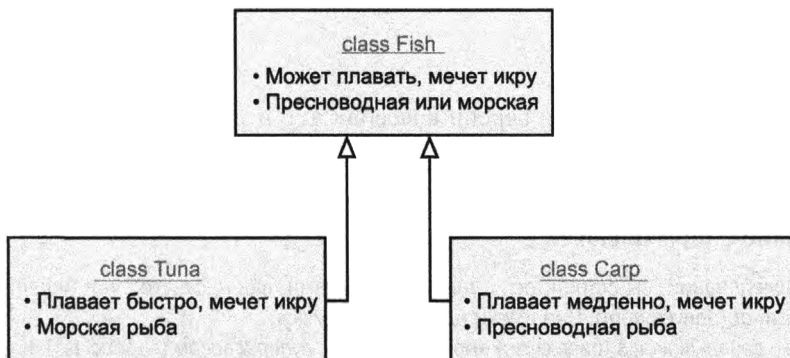 class Fish
• Может плавать, мечет икру
• Пресноводная или морская
class Tuna
• Плавает быстро, мечет икру
• Морская рыба
class Carp
• Плавает медленно, мечет икру
• Пресноводная рыба